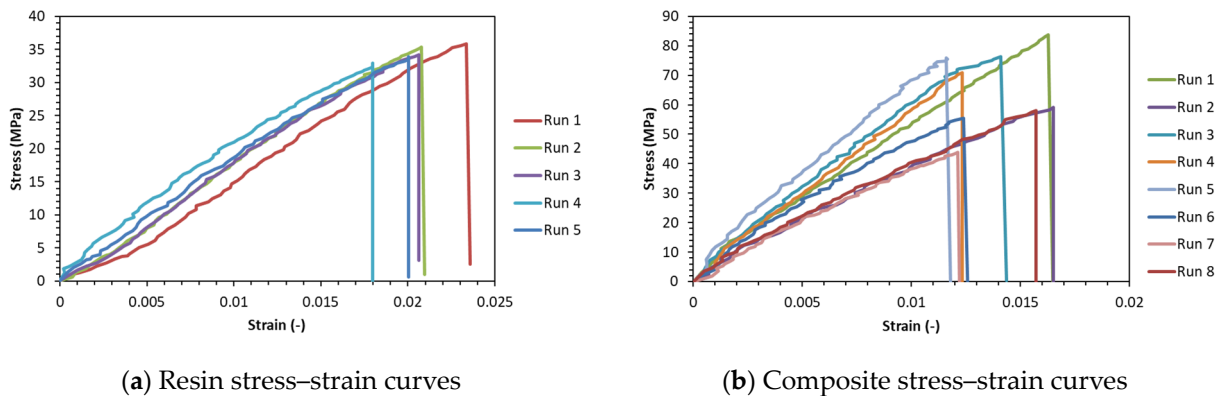 40
35
30
25
20
15
10
5
0
Stress (MPa)
0 0.005 0.01 0.015 0.02 0.025
Strain (-)
Run 1
Run 2
Run 3
Run 4
Run 5
(a) Resin stress–strain curves
90
80
70
60
50
40
30
20
10
0
Stress (MPa)
0 0.005 0.01 0.015 0.02
Strain (-)
Run 1
Run 2
Run 3
Run 4
Run 5
Run 6
Run 7
Run 8
(b) Composite stress–strain curves